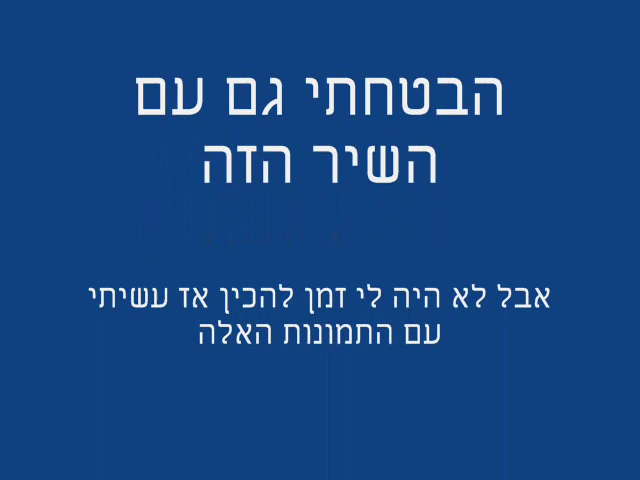 הבטחתי גם עם
השיר הזה
אבל לא היה לי זמן להכין אז עשיתי
עם התמונות האלה